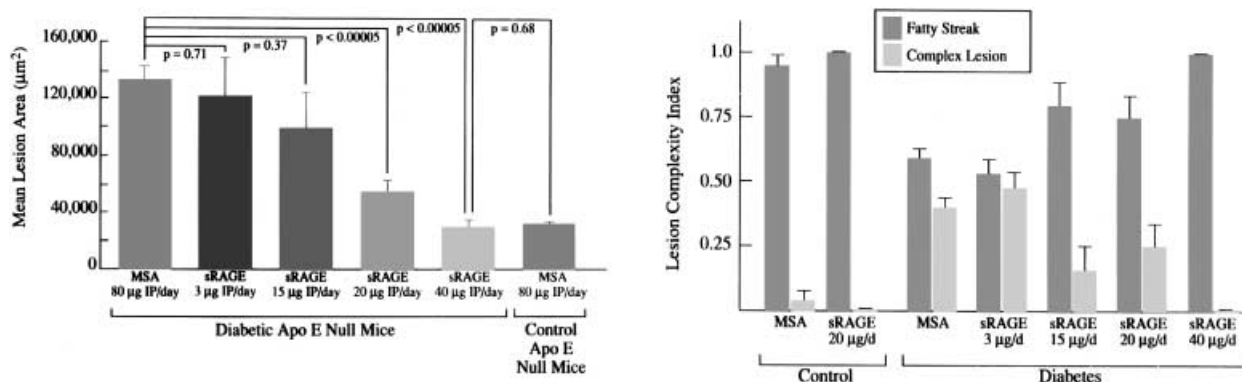 p < 0.00005
p < 0.00005
p = 0.68
p = 0.37
p = 0.71
Mean Lesion Area (μm²)
160,000
120,000
80,000
40,000
0
MSA sRAGE sRAGE sRAGE sRAGE MSA
80 μg IP/day 3 μg IP/day 15 μg IP/day 20 μg IP/day 40 μg IP/day 80 μg IP/day
Diabetic Apo E Null Mice
Control
Apo E
Null Mice
Fatty Streak
Complex Lesion
Lesion Complexity Index
1.0
0.75
0.50
0.25
MSA sRAGE MSA sRAGE sRAGE sRAGE sRAGE
20 μg/d 3 μg/d 15 μg/d 20 μg/d 40 μg/d
Control Diabetes